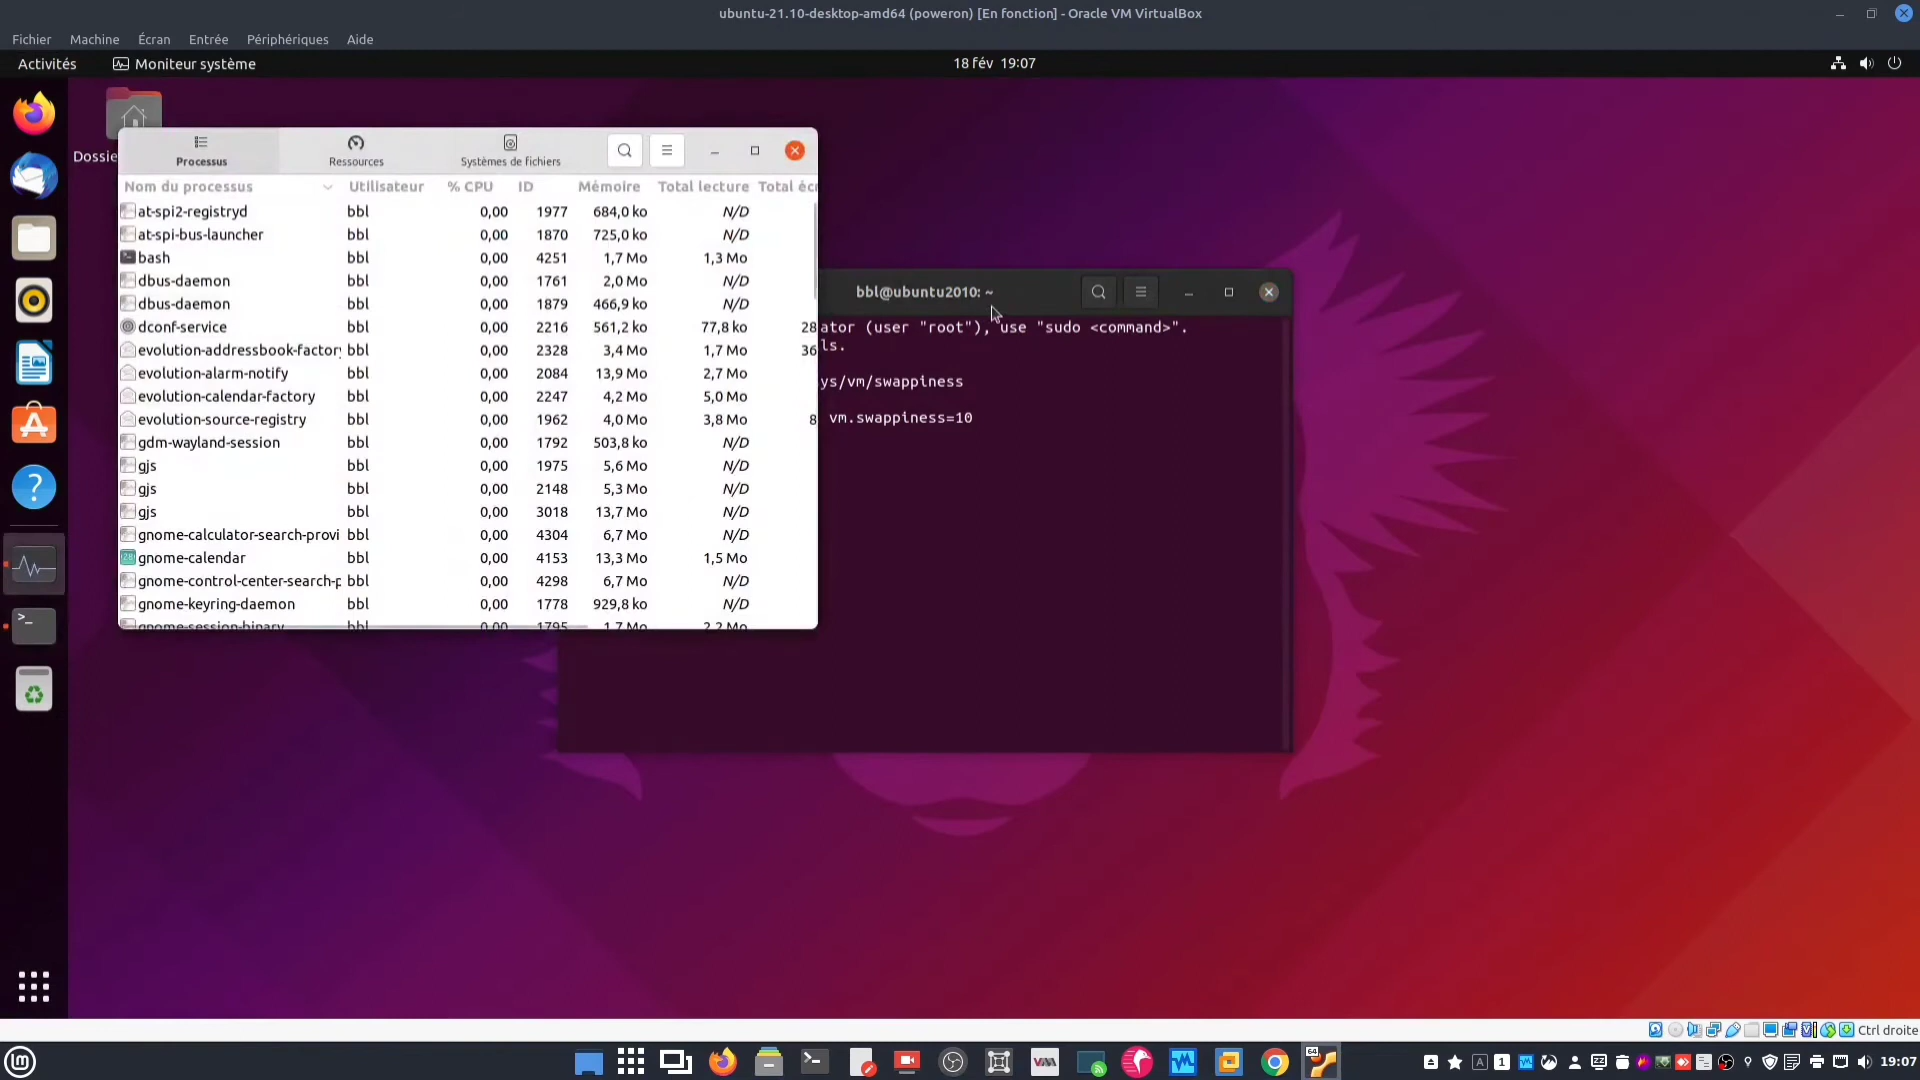 ubuntu-21.10-desktop-amd64 (poweron) [En fonction] - Oracle VM VirtualBox
Fichier Machine Écran Entrée Périphériques Aide
Activités Moniteur système 18 fév 19:07
Dossie
Processus Ressources Systèmes de fichiers
Nom du processus Utilisateur % CPU ID Mémoire Total lecture Total écr
at-spi2-registryd bbl 0,00 1977 684,0 ko N/D
at-spi-bus-launcher bbl 0,00 1870 725,0 ko N/D
bash bbl 0,00 4251 1,7 Mo 1,3 Mo
dbus-daemon bbl 0,00 1761 2,0 Mo N/D
dbus-daemon bbl 0,00 1879 466,9 ko N/D
dconf-service bbl 0,00 2216 561,2 ko 77,8 ko 28
evolution-addressbook-factory bbl 0,00 2328 3,4 Mo 1,7 Mo 36
evolution-alarm-notify bbl 0,00 2084 13,9 Mo 2,7 Mo
evolution-calendar-factory bbl 0,00 2247 4,2 Mo 5,0 Mo
evolution-source-registry bbl 0,00 1962 4,0 Mo 3,8 Mo 8
gdm-wayland-session bbl 0,00 1792 503,8 ko N/D
gjs bbl 0,00 1975 5,6 Mo N/D
gjs bbl 0,00 2148 5,3 Mo N/D
gjs bbl 0,00 3018 13,7 Mo N/D
gnome-calculator-search-provi bbl 0,00 4304 6,7 Mo N/D
gnome-calendar bbl 0,00 4153 13,3 Mo 1,5 Mo
gnome-control-center-search-p bbl 0,00 4298 6,7 Mo N/D
gnome-keyring-daemon bbl 0,00 1778 929,8 ko N/D
gnome-session-binary bbl 0,00 1795 1,7 Mo 2,2 Mo
bbl@ubuntu2010: ~
ator (user "root"), use "sudo <command>".
ls.
ys/vm/swappiness
vm.swappiness=10
Ctrl droite
19:07